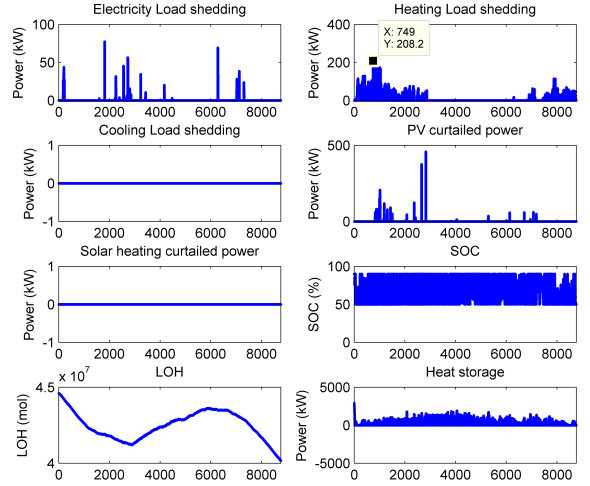 Electricity Load shedding
Heating Load shedding
Power (kW)
100
50
0
0 2000 4000 6000 8000
Power (kW)
400
200
0
X: 749
Y: 208.2
0 2000 4000 6000 8000
Cooling Load shedding
PV curtailed power
Power (kW)
1
0
-1
0 2000 4000 6000 8000
Power (kW)
500
0
0 2000 4000 6000 8000
Solar heating curtailed power
SOC
Power (kW)
1
0
-1
0 2000 4000 6000 8000
SOC (%)
100
50
0
0 2000 4000 6000 8000
LOH
Heat storage
LOH (mol)
x 10^7
4.5
4
0 2000 4000 6000 8000
Power (kW)
5000
0
-5000
0 2000 4000 6000 8000